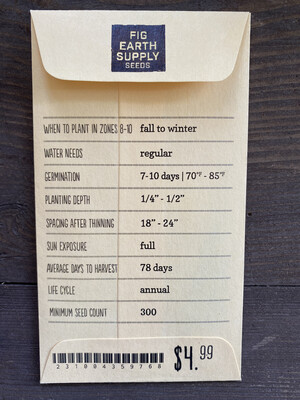 FIG
EARTH
SUPPLY
SEEDS
WHEN TO PLANT IN ZONES 8-10 fall to winter
WATER NEEDS regular
GERMINATION 7-10 days | 70°F - 85°F
PLANTING DEPTH 1/4" - 1/2"
SPACING AFTER THINNING 18" - 24"
SUN EXPOSURE full
AVERAGE DAYS TO HARVEST 78 days
LIFE CYCLE annual
MINIMUM SEED COUNT 300
$4.99
231004359768